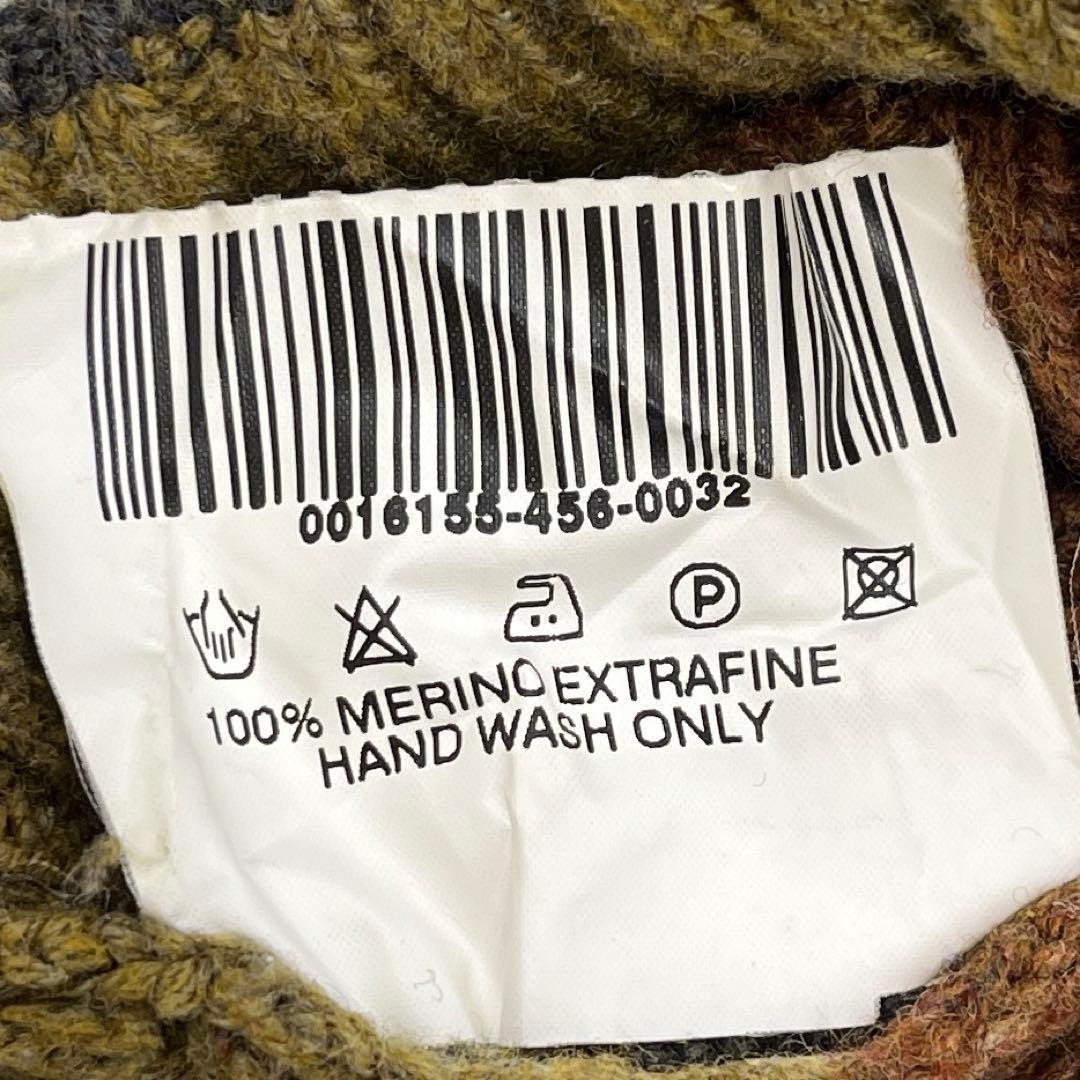 0016155-456-0032
P
100% MERINO EXTRAFINE
HAND WASH ONLY